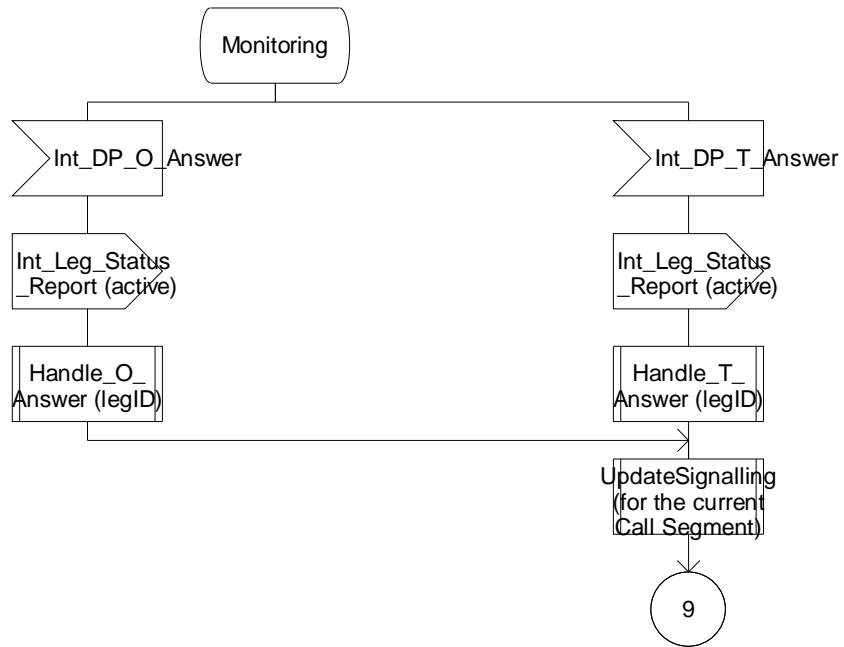 Monitoring
Int_DP_O_Answer
Int_DP_T_Answer
Int_Leg_Status
_Report (active)
Int_Leg_Status
_Report (active)
Handle_O_
Answer (legID)
Handle_T_
Answer (legID)
UpdateSignalling
(for the current
Call Segment)
9